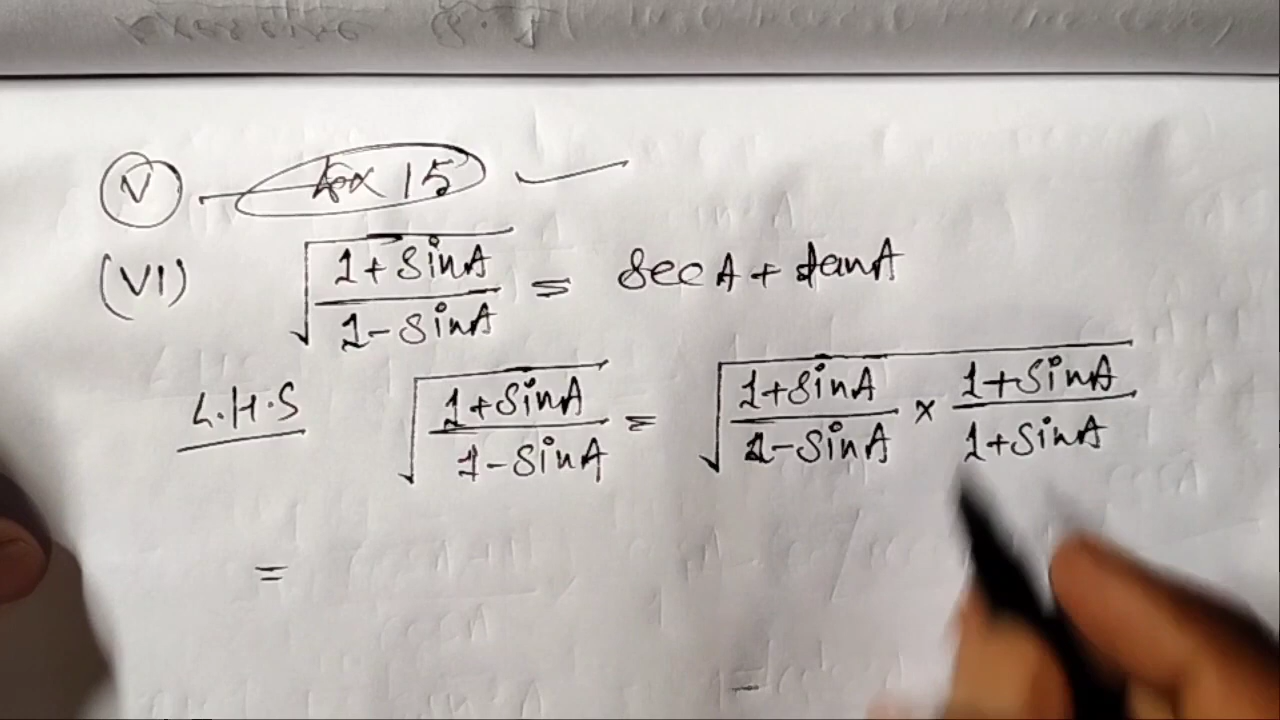 (V) — Ex 15 ✓
(VI) √((1+SinA)/(1-SinA)) = SecA + tanA
L.H.S √((1+SinA)/(1-SinA)) = √((1+SinA)/(1-SinA) × (1+SinA)/(1+SinA))
=